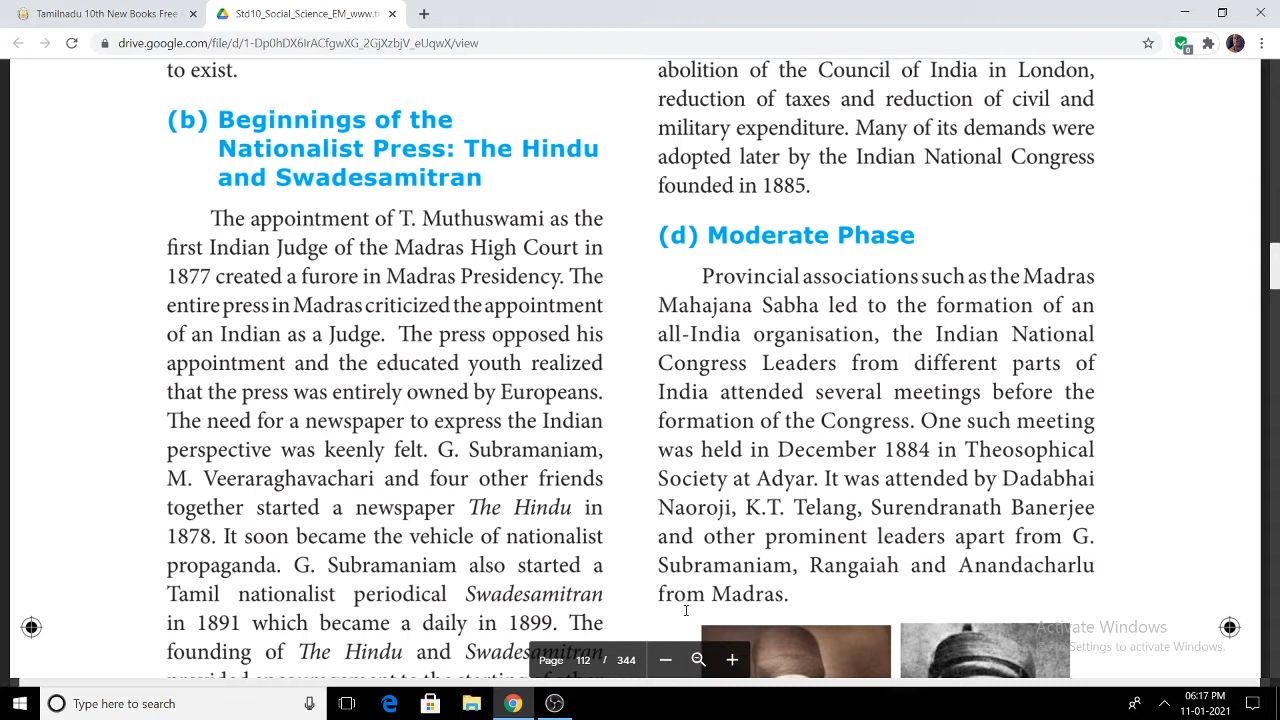 Tamilnadu 10th New Books Free
Std10_Social_Science_EM_www.t
drive.google.com/file/d/1-Dp0hDX6IrACfgwXG_2GjXzbjV_eUqwX/view
to exist.
(b) Beginnings of the
Nationalist Press: The Hindu
and Swadesamitran
The appointment of T. Muthuswami as the
first Indian Judge of the Madras High Court in
1877 created a furore in Madras Presidency. The
entire press in Madras criticized the appointment
of an Indian as a Judge. The press opposed his
appointment and the educated youth realized
that the press was entirely owned by Europeans.
The need for a newspaper to express the Indian
perspective was keenly felt. G. Subramaniam,
M. Veeraraghavachari and four other friends
together started a newspaper The Hindu in
1878. It soon became the vehicle of nationalist
propaganda. G. Subramaniam also started a
Tamil nationalist periodical Swadesamitran
in 1891 which became a daily in 1899. The
founding of The Hindu and Swadesamitran
provided encouragement to the starting of other
abolition of the Council of India in London,
reduction of taxes and reduction of civil and
military expenditure. Many of its demands were
adopted later by the Indian National Congress
founded in 1885.
(d) Moderate Phase
Provincial associations such as the Madras
Mahajana Sabha led to the formation of an
all-India organisation, the Indian National
Congress Leaders from different parts of
India attended several meetings before the
formation of the Congress. One such meeting
was held in December 1884 in Theosophical
Society at Adyar. It was attended by Dadabhai
Naoroji, K.T. Telang, Surendranath Banerjee
and other prominent leaders apart from G.
Subramaniam, Rangaiah and Anandacharlu
from Madras.
Activate Windows
Settings to activate Windows.
Page 112 / 344
Type here to search
06:17 PM
11-01-2021